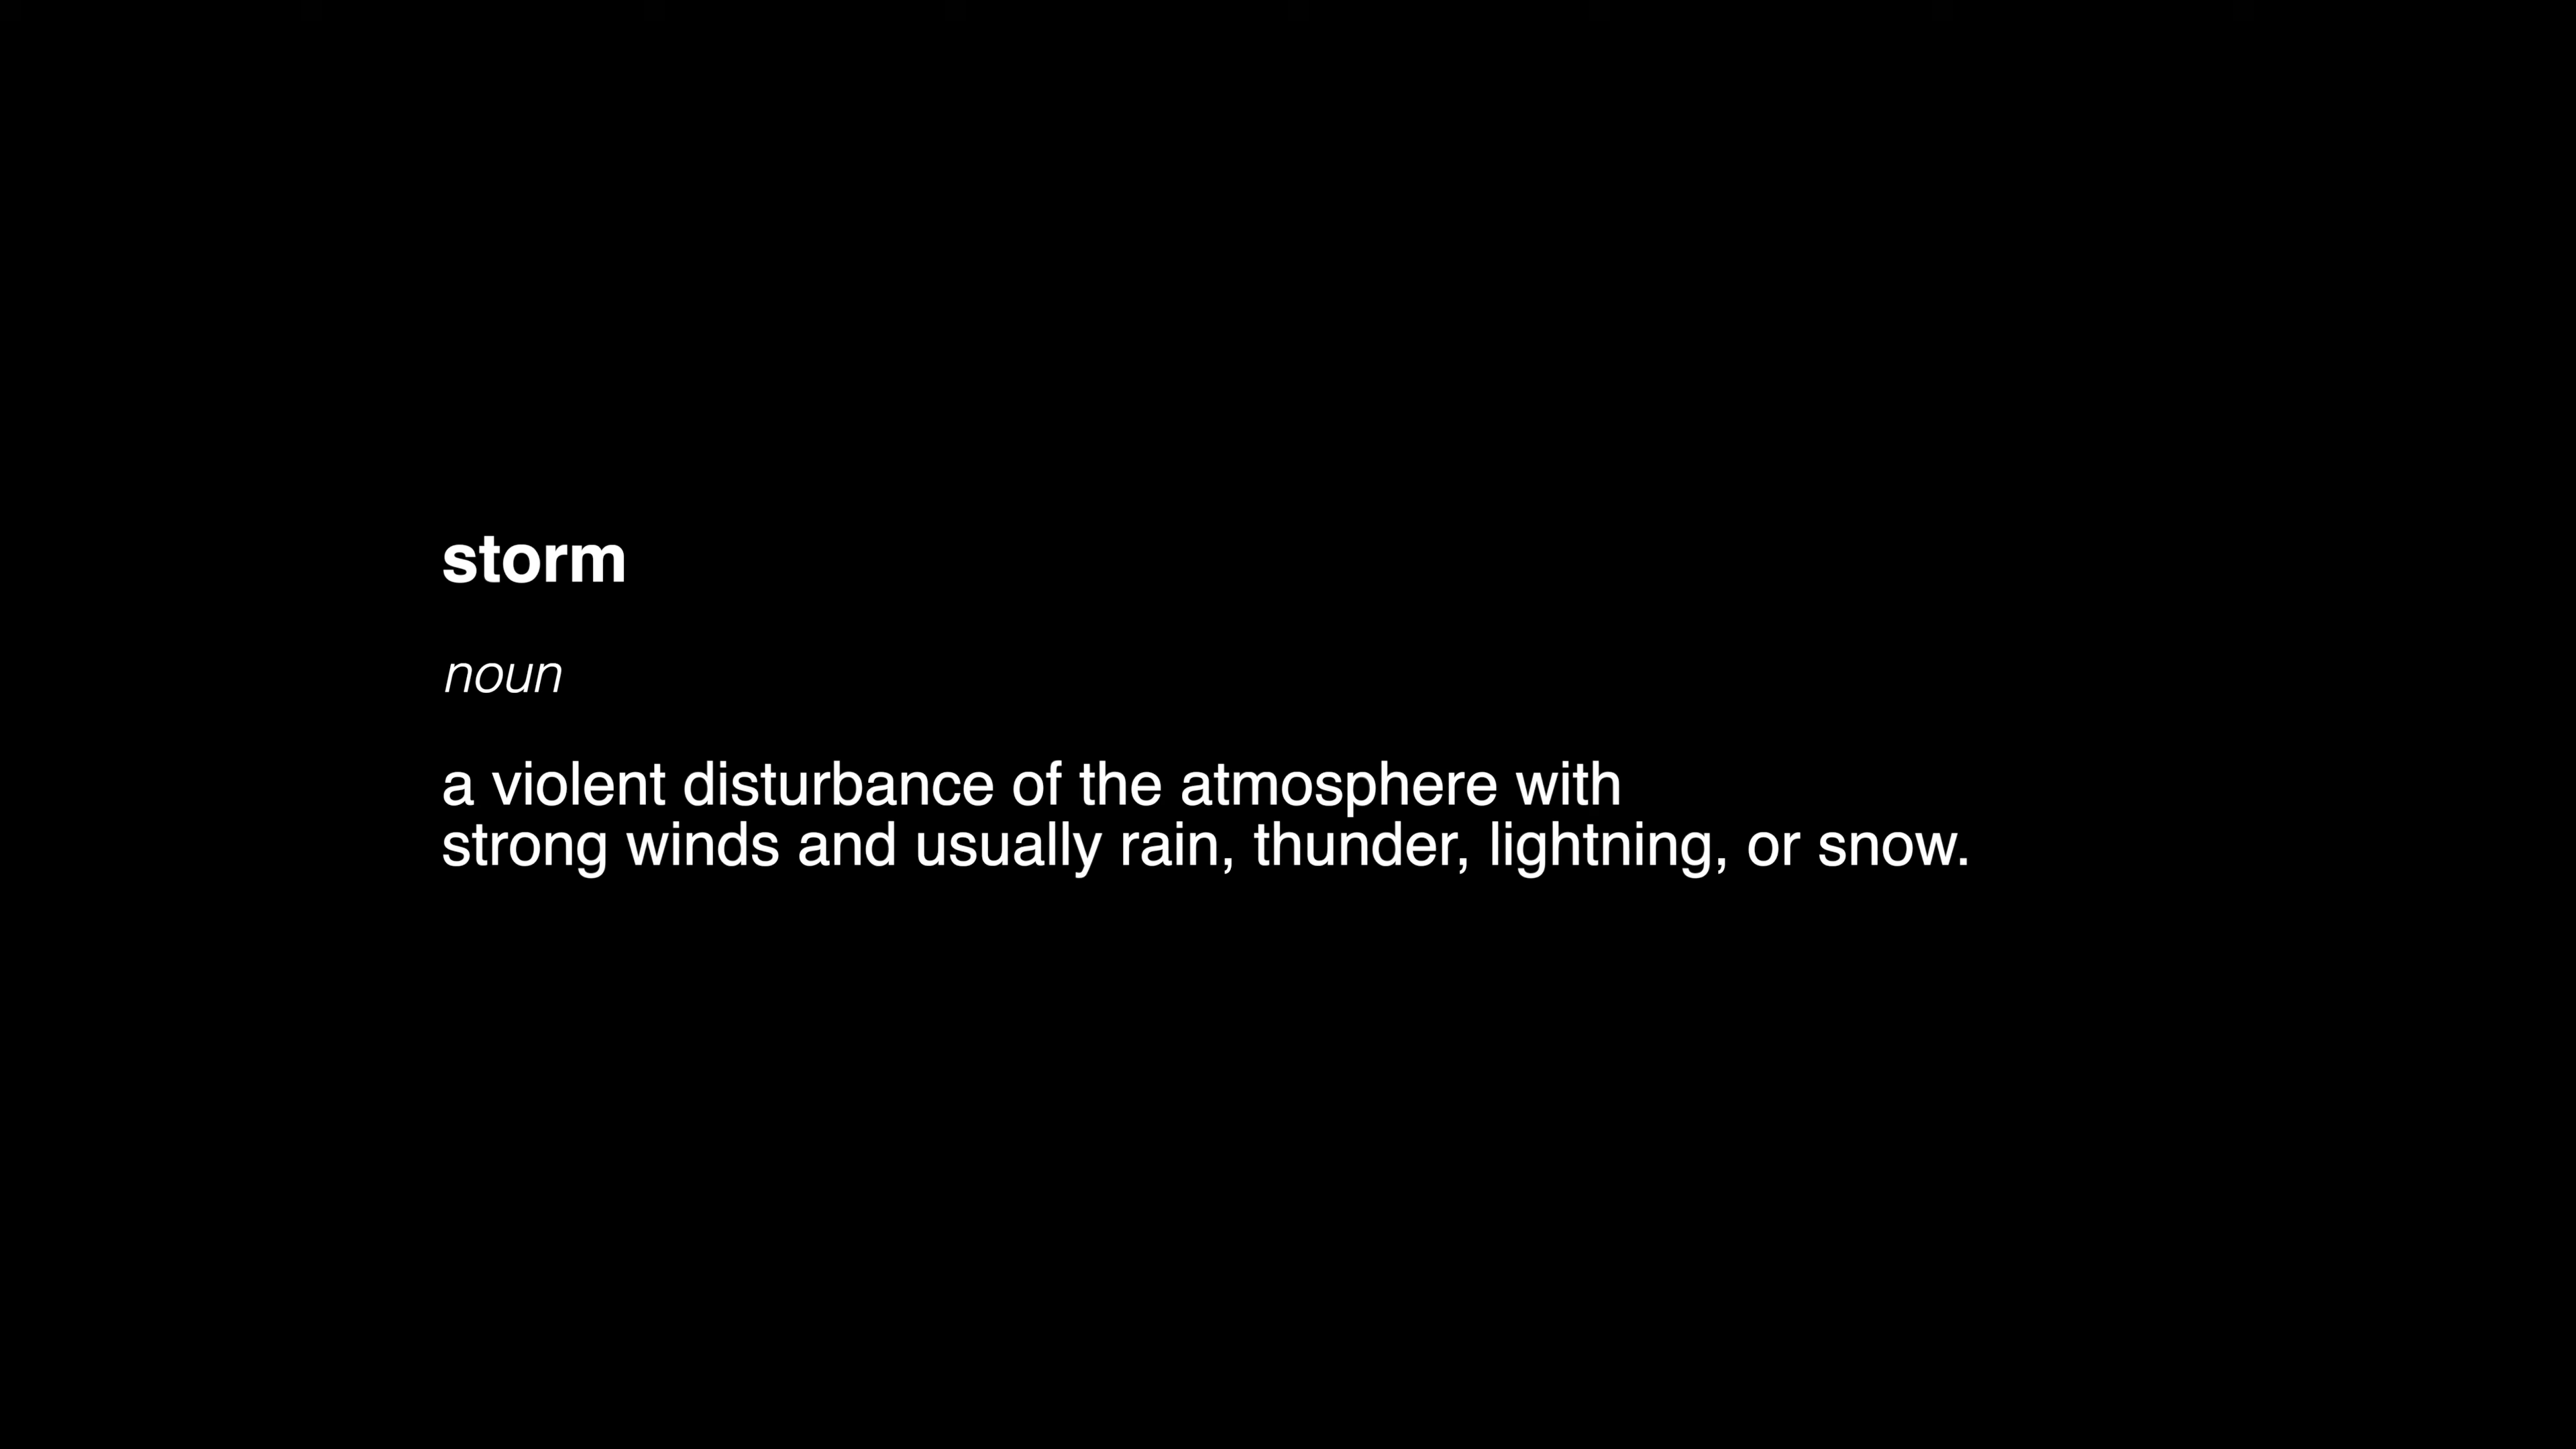 storm
noun
a violent disturbance of the atmosphere with
strong winds and usually rain, thunder, lightning, or snow.